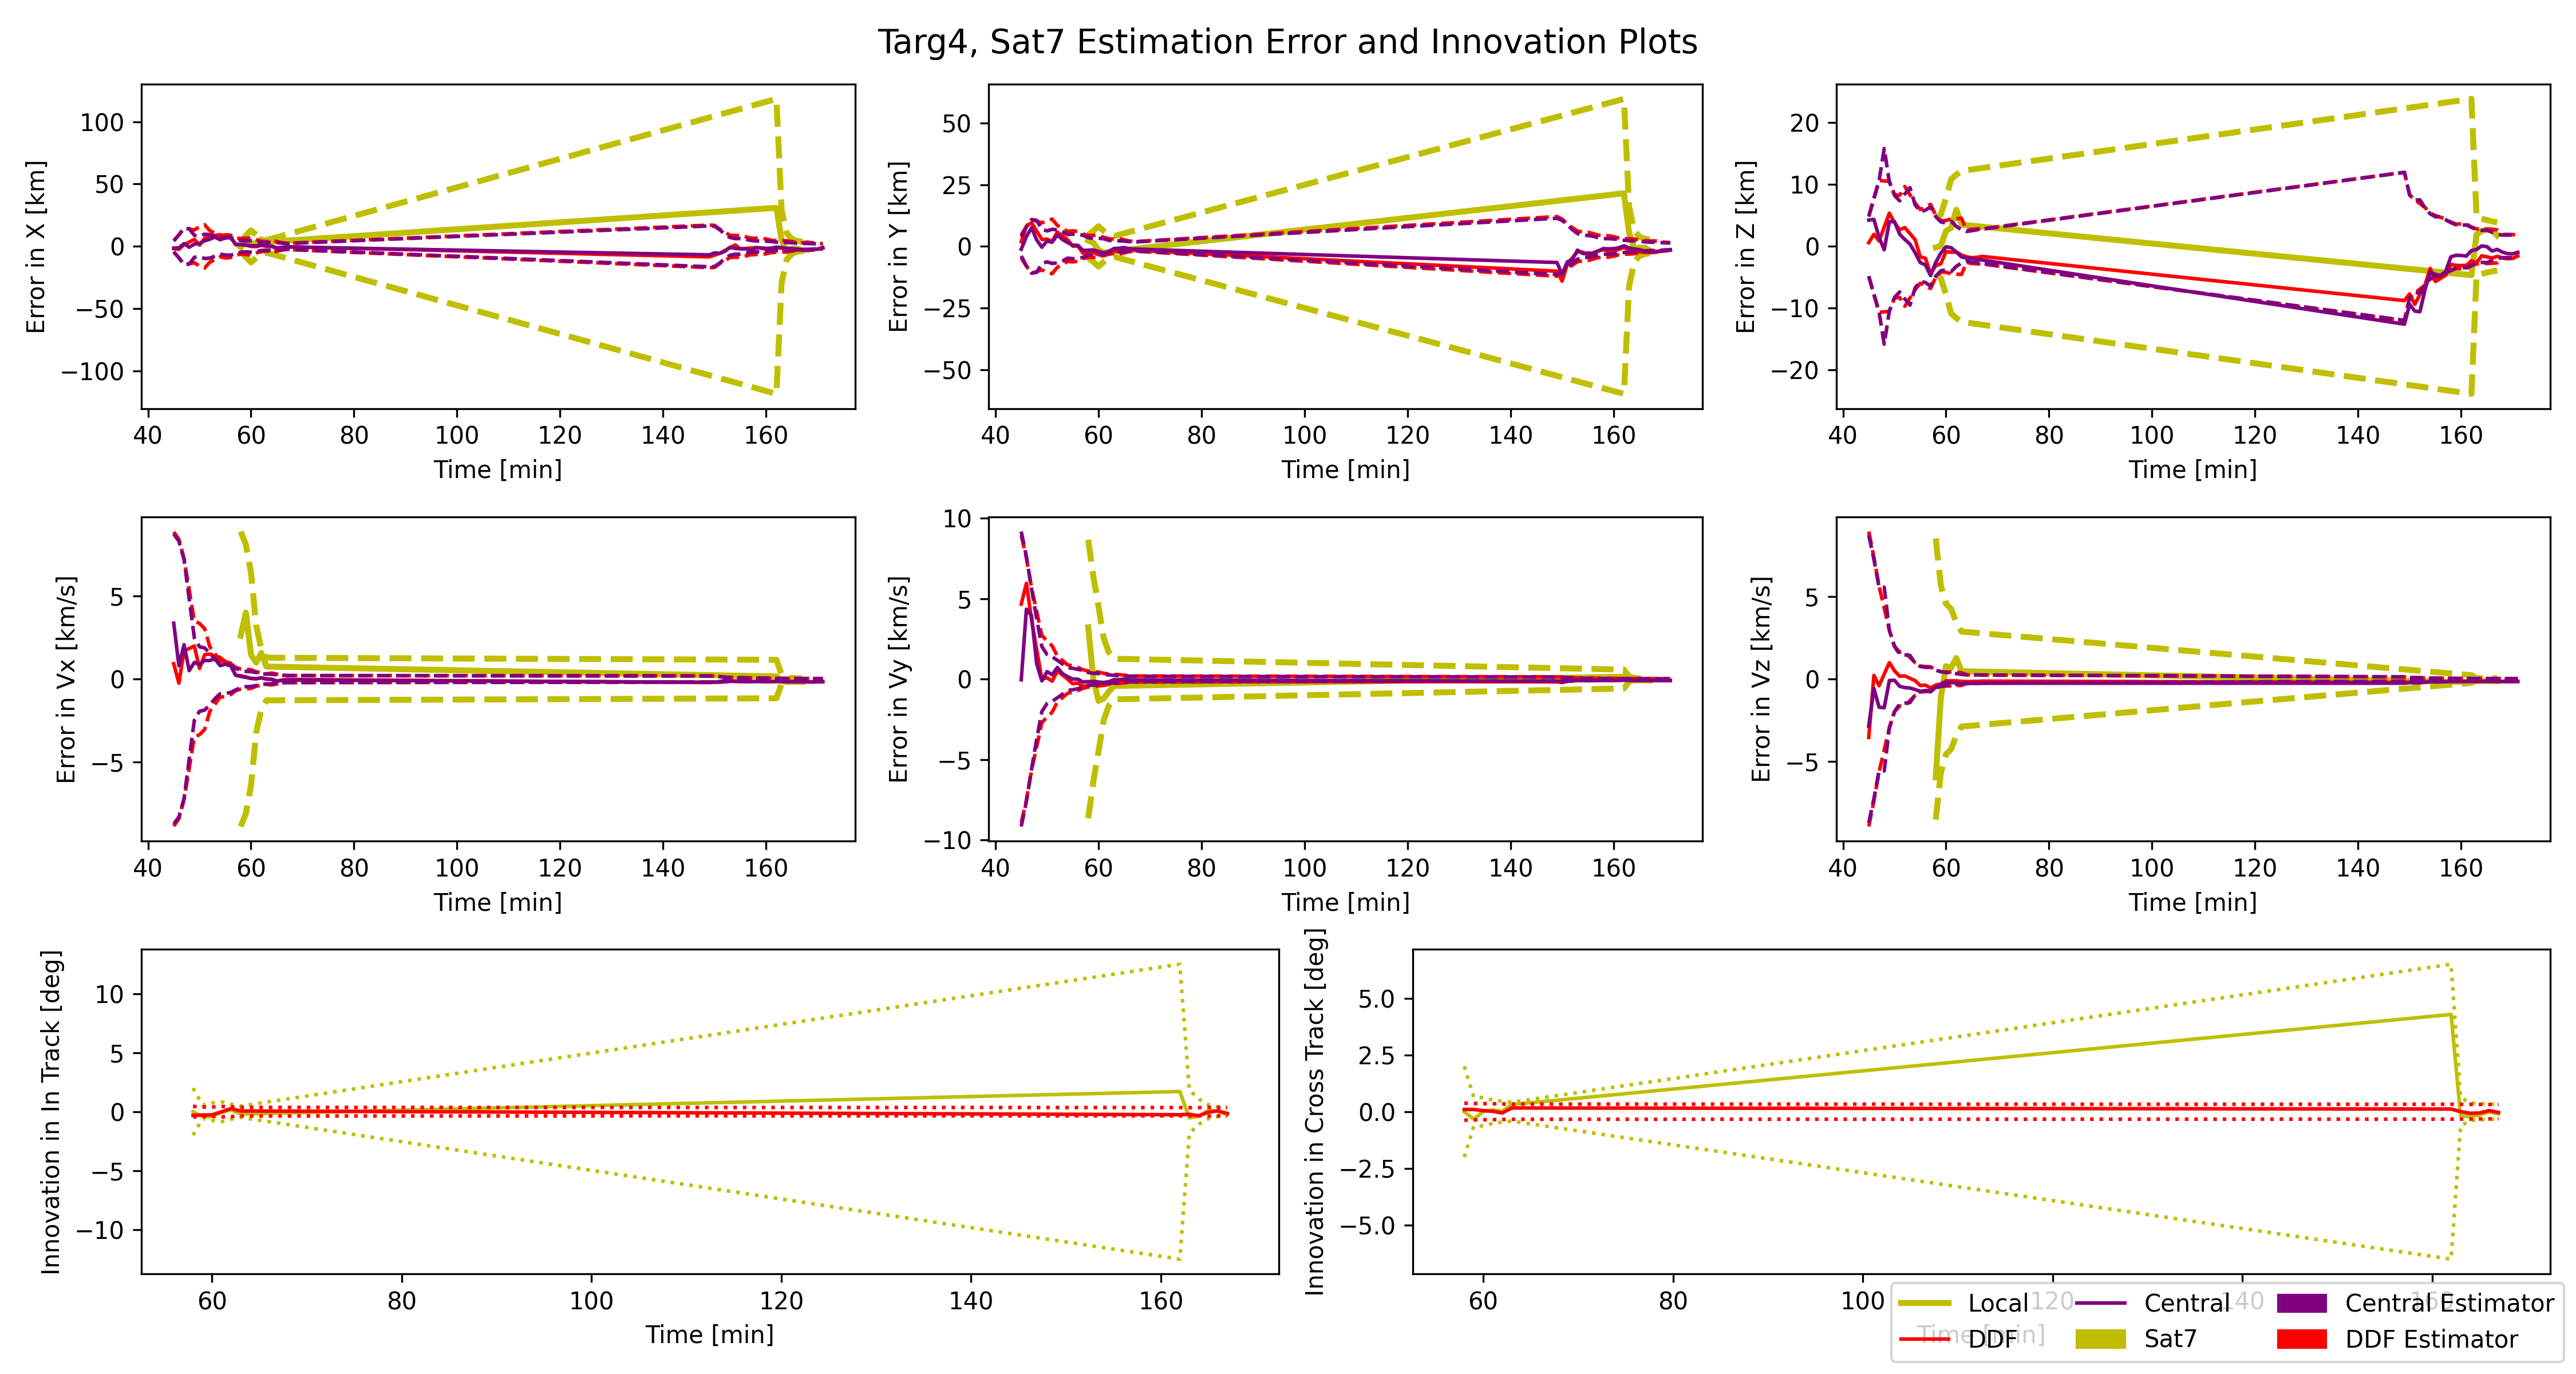 Targ4, Sat7 Estimation Error and Innovation Plots
Error in X [km]
100
50
0
−50
−100
40 60 80 100 120 140 160
Time [min]
Error in Y [km]
50
25
0
−25
−50
40 60 80 100 120 140 160
Time [min]
Error in Z [km]
20
10
0
−10
−20
40 60 80 100 120 140 160
Time [min]
Error in Vx [km/s]
5
0
−5
40 60 80 100 120 140 160
Time [min]
Error in Vy [km/s]
10
5
0
−5
−10
40 60 80 100 120 140 160
Time [min]
Error in Vz [km/s]
5
0
−5
40 60 80 100 120 140 160
Time [min]
Innovation in In Track [deg]
10
5
0
−5
−10
60 80 100 120 140 160
Time [min]
Innovation in Cross Track [deg]
5.0
2.5
0.0
−2.5
−5.0
60 80 100 120 140 160
Time [min]
Local Central Central Estimator
DDF Sat7 DDF Estimator